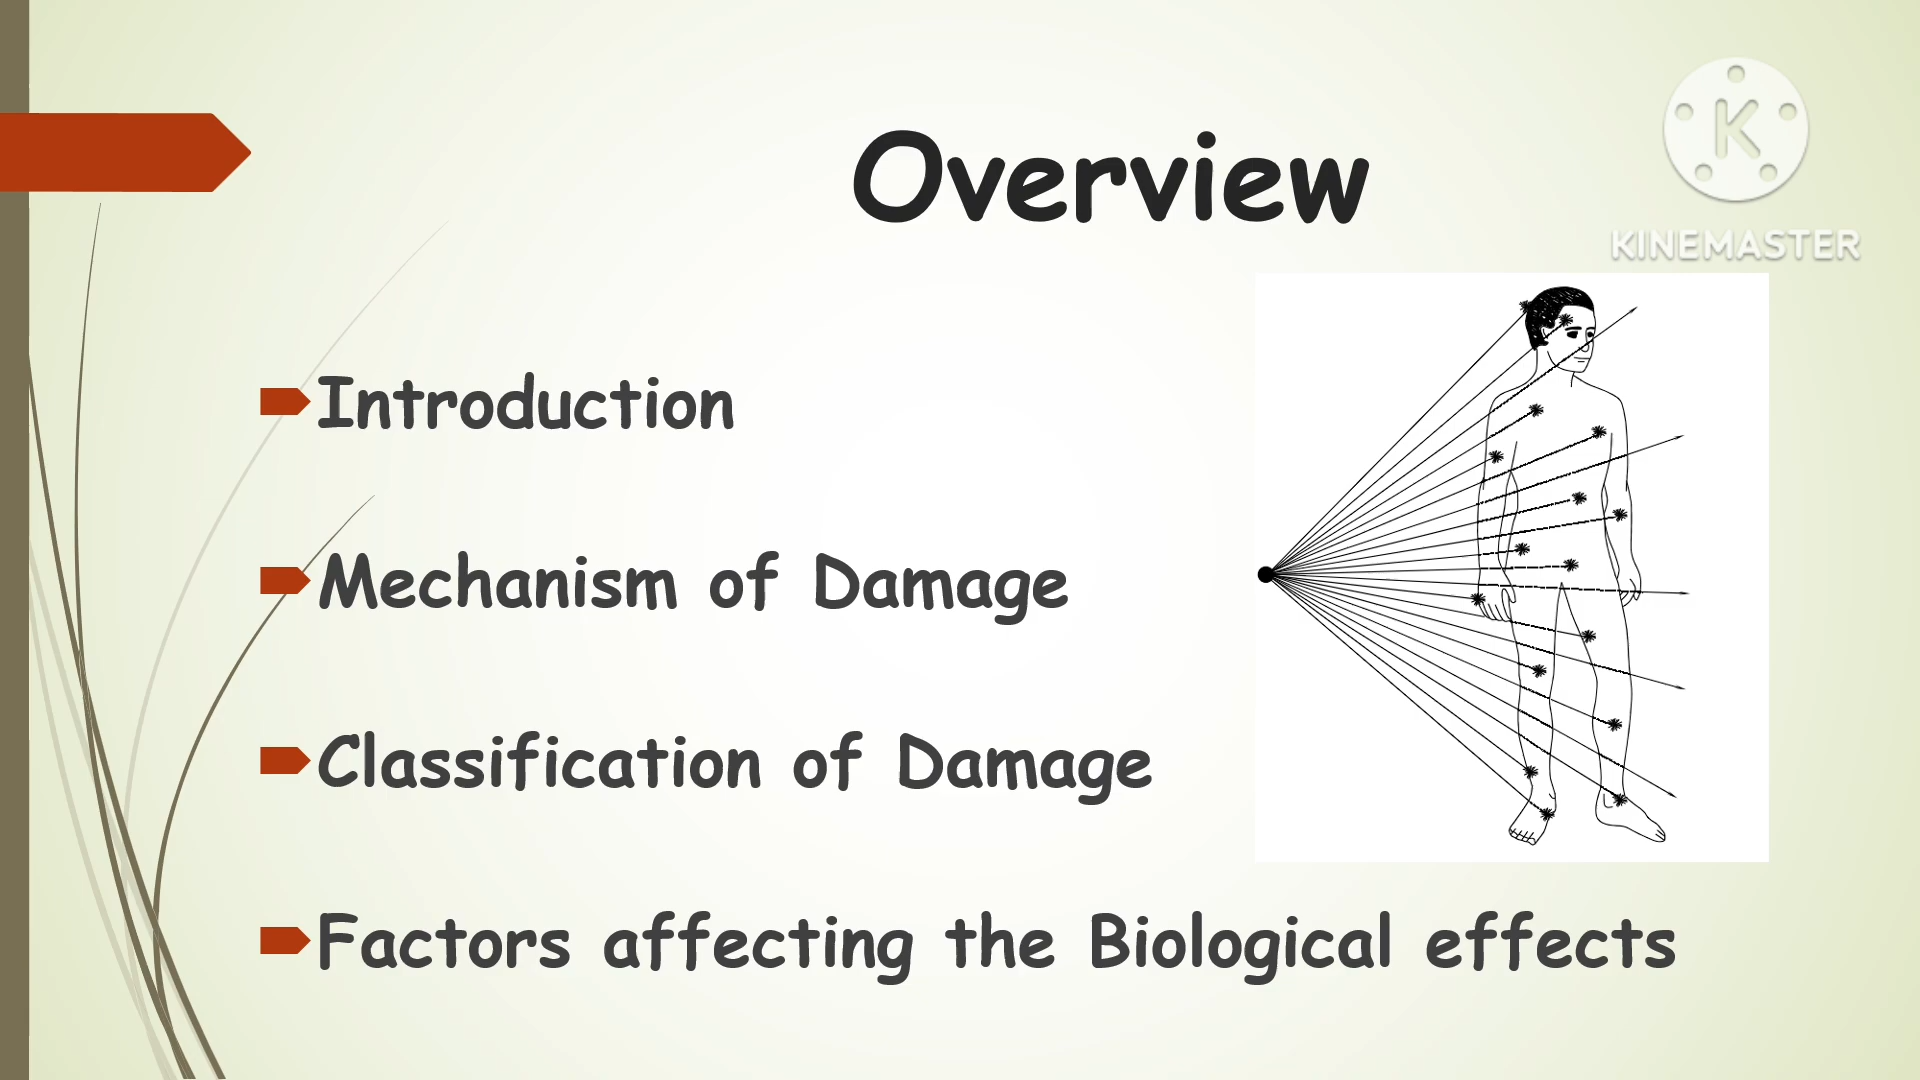 Overview
K
KINEMASTER
Introduction
Mechanism of Damage
Classification of Damage
Factors affecting the Biological effects